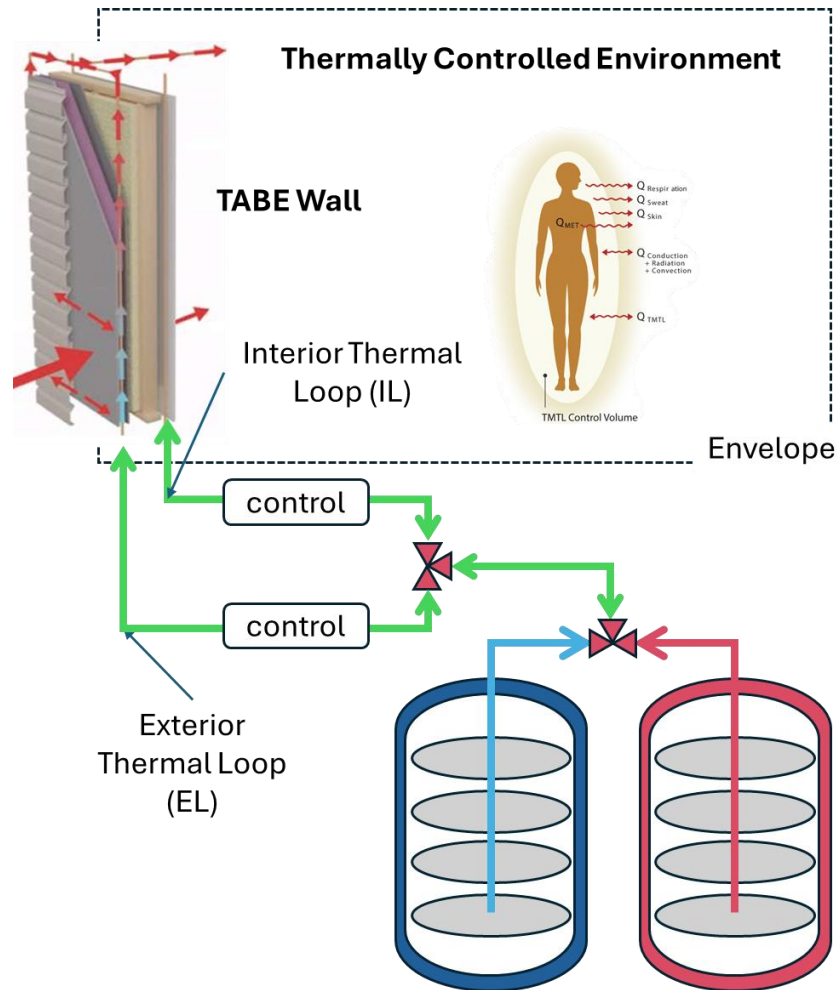 Thermally Controlled Environment
TABE Wall
Q Respiration
Q Sweat
Q Skin
QMET
Q Conduction
+ Radiation
+ Convection
Q TMTL
TMTL Control Volume
Interior Thermal
Loop (IL)
Envelope
control
control
Exterior
Thermal Loop
(EL)